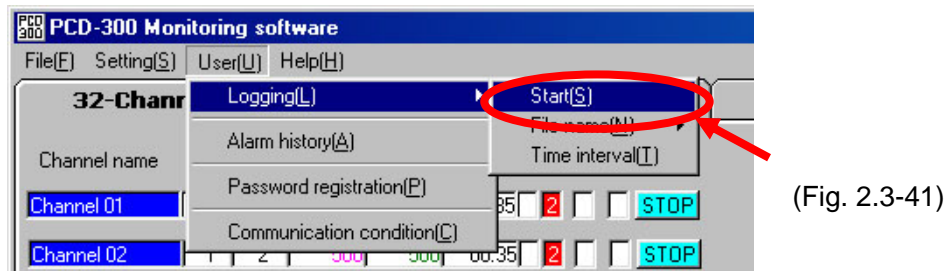 PCD 300 PCD-300 Monitoring software
File(F) Setting(S) User(U) Help(H)
32-Chann
Logging(L)
Start(S)
File name(N)
Time interval(T)
Alarm history(A)
Channel name
Password registration(P)
Channel 01 35 2 STOP
Communication condition(C)
Channel 02 1 2 500 500 00.35 2 STOP
(Fig. 2.3-41)